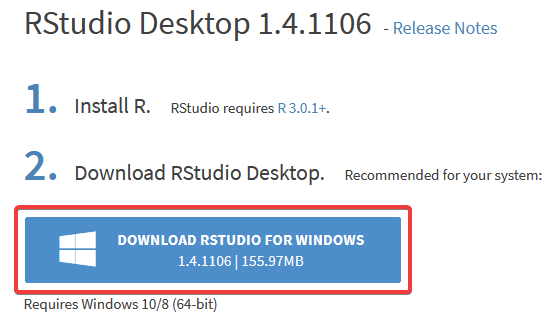 RStudio Desktop 1.4.1106 - Release Notes
1. Install R. RStudio requires R 3.0.1+.
2. Download RStudio Desktop. Recommended for your system:
DOWNLOAD RSTUDIO FOR WINDOWS
1.4.1106 | 155.97MB
Requires Windows 10/8 (64-bit)